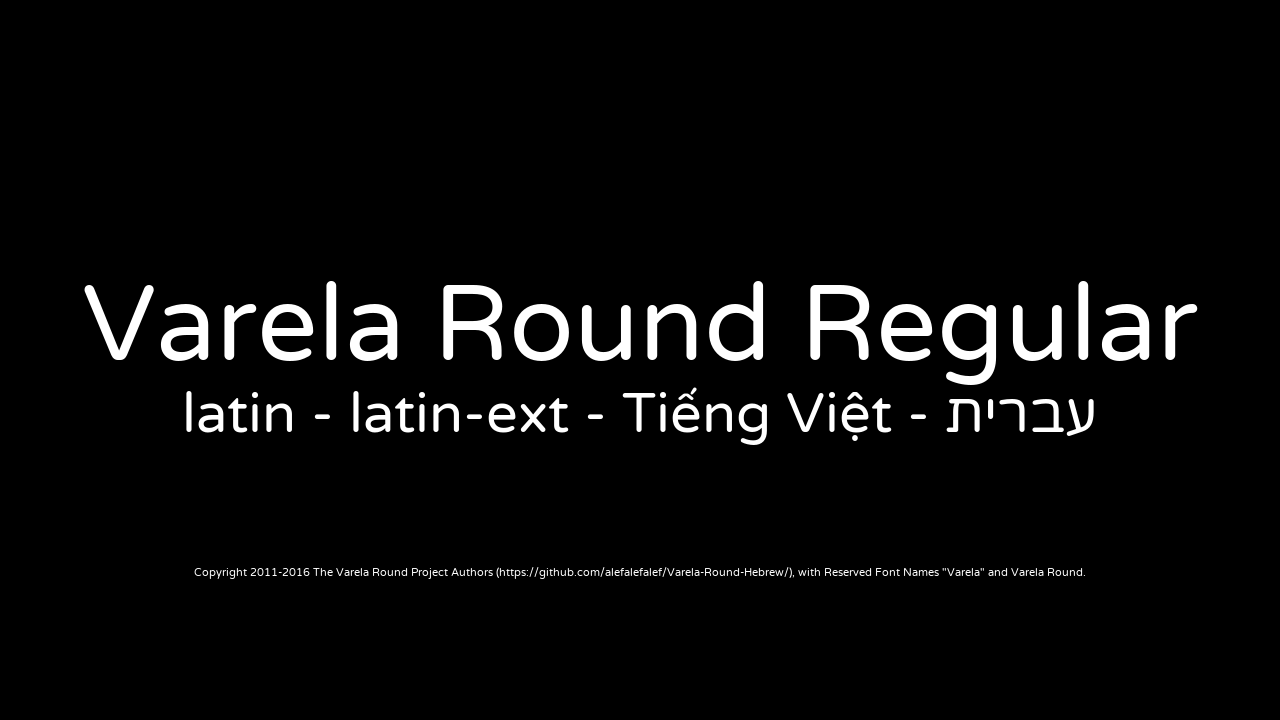 Varela Round Regular
latin - latin-ext - Tiếng Việt - עברית
Copyright 2011-2016 The Varela Round Project Authors (https://github.com/alefalefalef/Varela-Round-Hebrew/), with Reserved Font Names "Varela" and Varela Round.